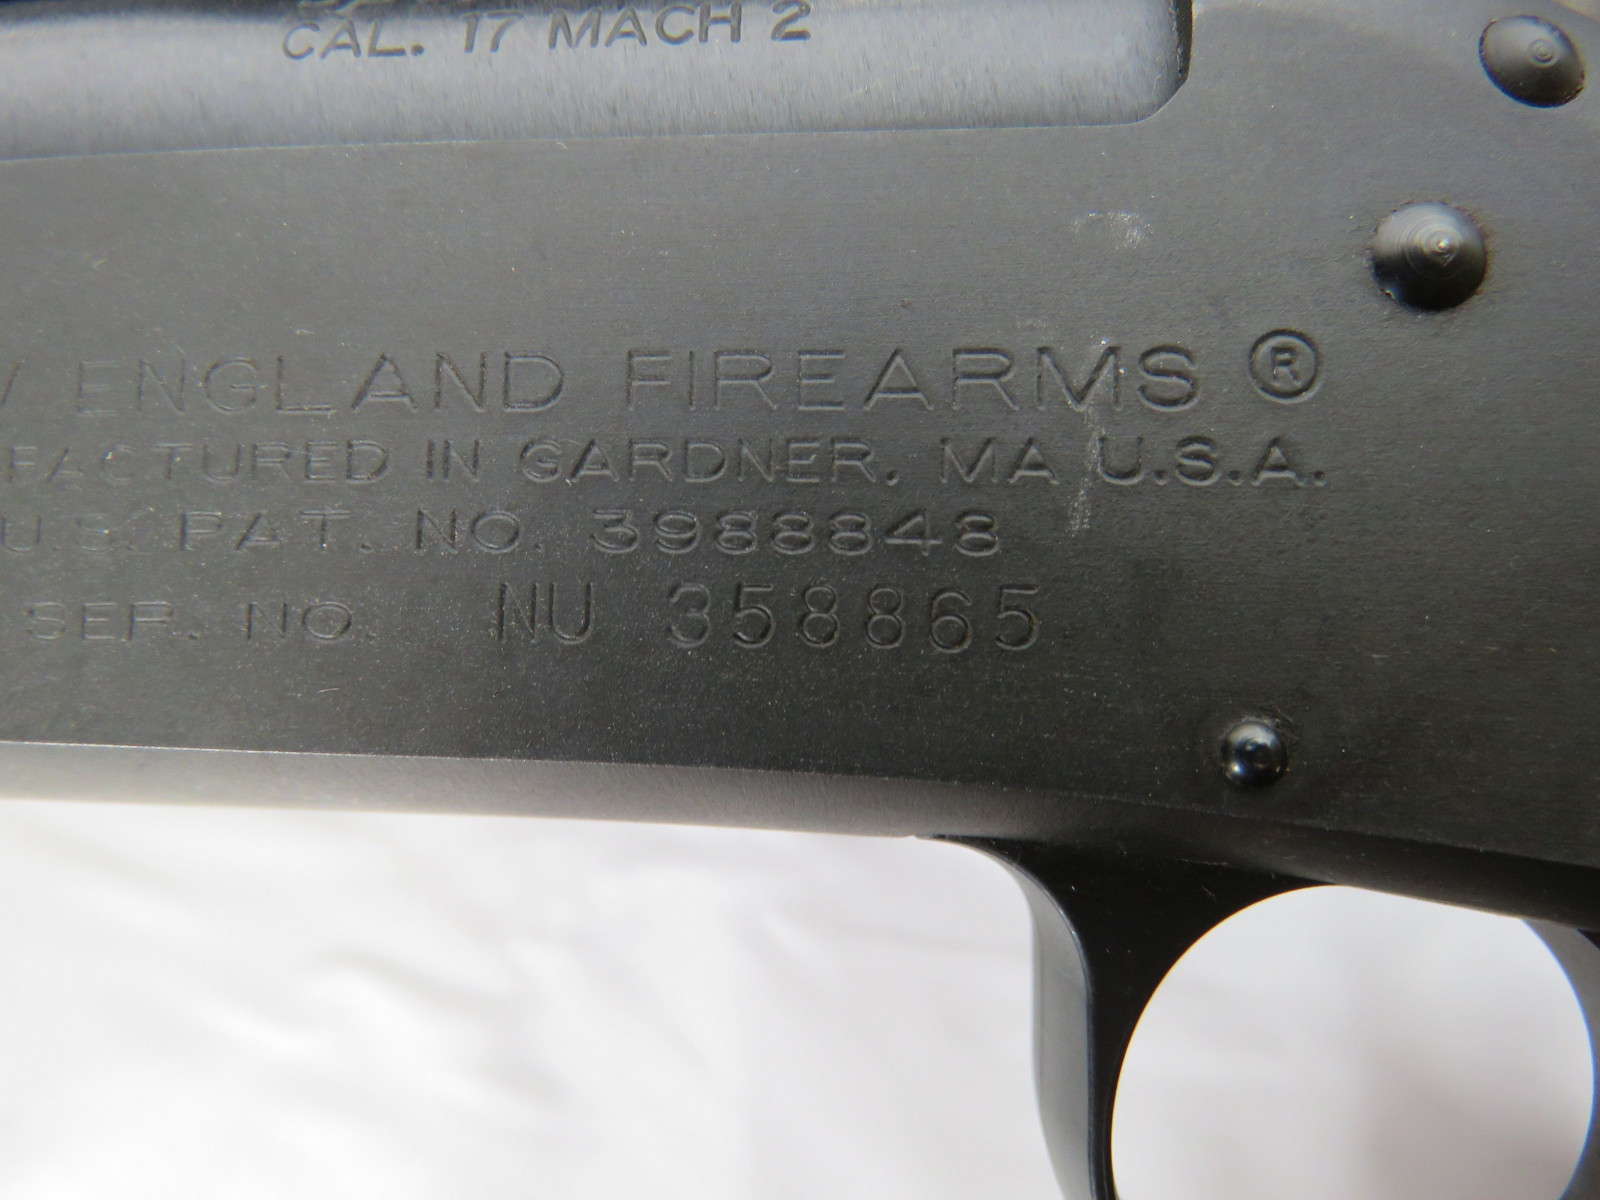 CAL. 17 MACH 2
ENGLAND FIREARMS ®
FACTURED IN GARDNER, MA U.S.A.
U.S. PAT. NO. 3988848
SER. NO. NU 358865